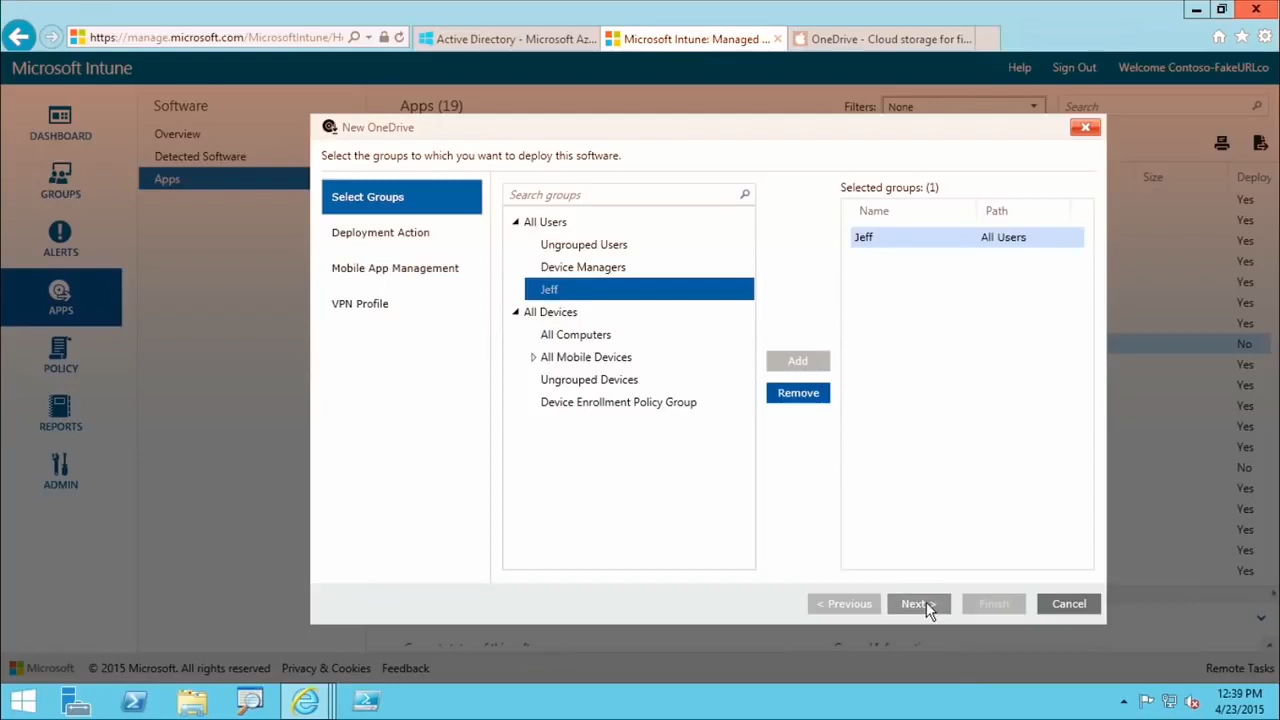 https://manage.microsoft.com/MicrosoftIntune/Ho
Active Directory - Microsoft Az...
Microsoft Intune: Managed ...
OneDrive - Cloud storage for fi...
Microsoft Intune
Help
Sign Out
Welcome Contoso-FakeURLco
DASHBOARD
GROUPS
ALERTS
APPS
POLICY
REPORTS
ADMIN
Software
Overview
Detected Software
Apps
Apps (19)
Filters:
None
Search
Size
Deploy
Yes
Yes
Yes
Yes
Yes
Yes
Yes
No
Yes
Yes
Yes
Yes
Yes
No
Yes
Yes
Yes
Yes
Yes
New OneDrive
Select the groups to which you want to deploy this software.
Select Groups
Deployment Action
Mobile App Management
VPN Profile
Search groups
All Users
Ungrouped Users
Device Managers
Jeff
All Devices
All Computers
All Mobile Devices
Ungrouped Devices
Device Enrollment Policy Group
Add
Remove
Selected groups: (1)
Name Path
Jeff All Users
< Previous
Next >
Finish
Cancel
Microsoft
© 2015 Microsoft. All rights reserved
Privacy & Cookies
Feedback
Remote Tasks
12:39 PM
4/23/2015